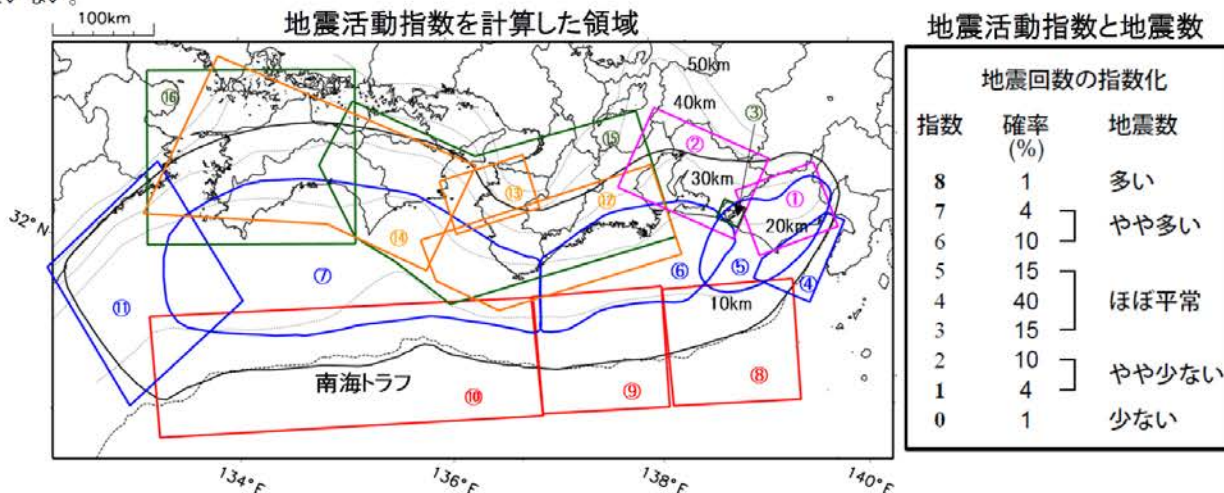 いない。
100km
地震活動指数を計算した領域
地震活動指数と地震数
50km
40km
30km
20km
10km
32°N
①
②
③
④
⑤
⑥
⑦
⑧
⑨
⑩
⑪
⑫
⑬
⑭
⑮
⑯
南海トラフ
134°E
136°E
138°E
140°E
地震回数の指数化
指数 確率 地震数
(%)
8 1 多い
7 4 やや多い
6 10
5 15
4 40 ほぼ平常
3 15
2 10 やや少ない
1 4
0 1 少ない